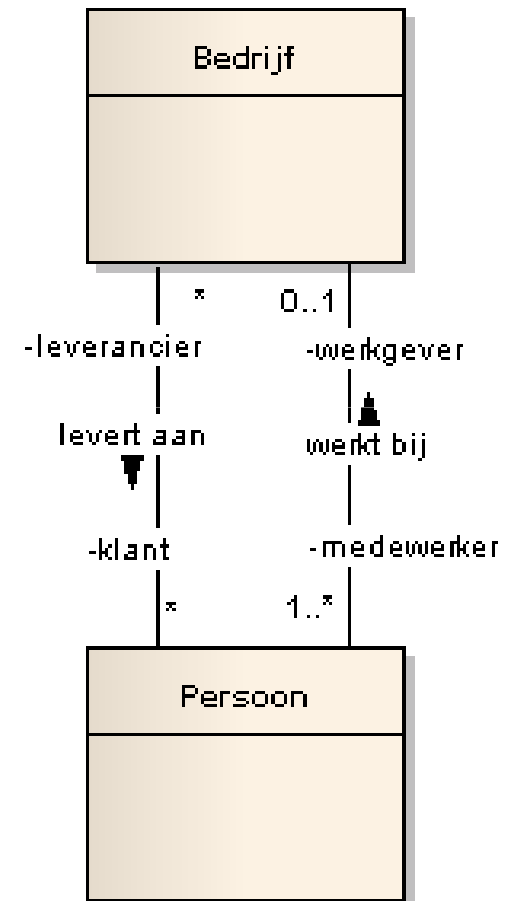 Bedrijf
* 0..1
-leverancier -werkgever
levert aan werkt bij
-klant -medewerker
* 1..*
Persoon